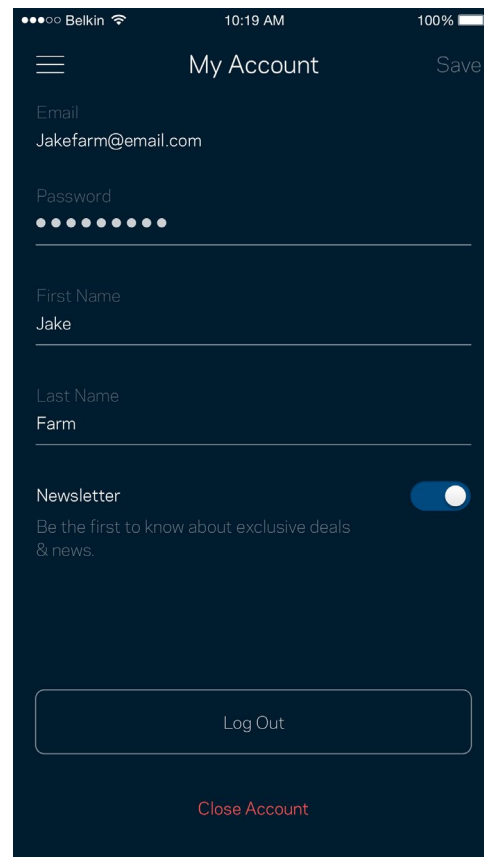 Belkin 10:19 AM 100%
My Account Save
Email
Jakefarm@email.com
Password
First Name
Jake
Last Name
Farm
Newsletter
Be the first to know about exclusive deals
& news.
Log Out
Close Account